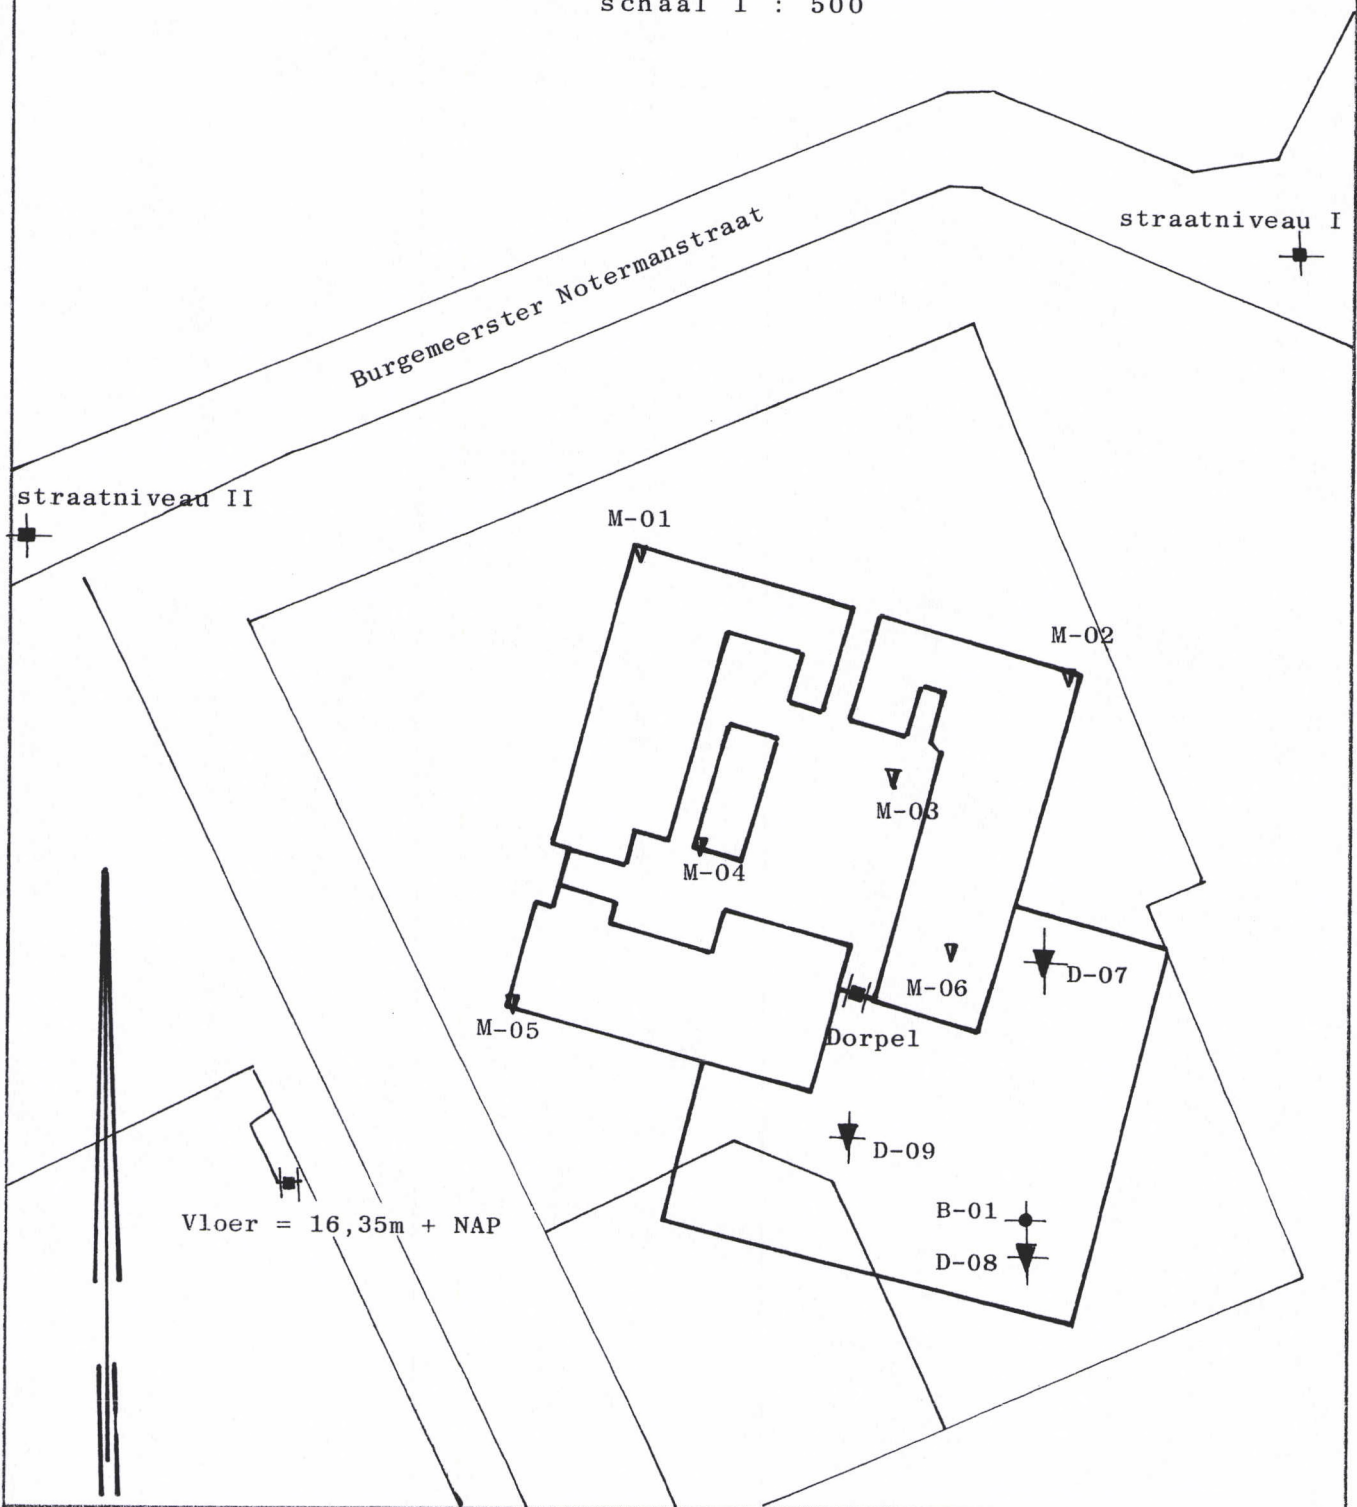 schaal 1 : 500
straatniveau I
Burgemeerster Notermanstraat
straatniveau II
M-01
M-02
M-03
M-04
D-07
M-06
M-05
Dorpel
D-09
B-01
Vloer = 16,35m + NAP
D-08